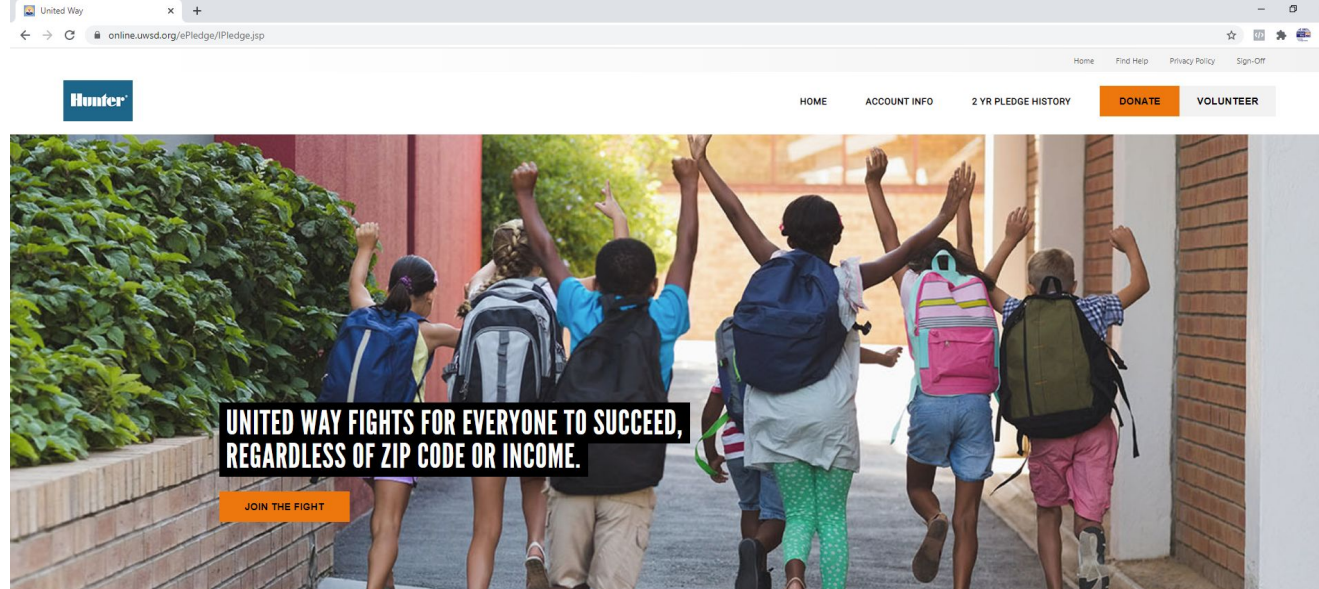 United Way
online.uwsd.org/ePledge/IPledge.jsp
Home Find Help Privacy Policy Sign-Off
Hunter
HOME ACCOUNT INFO 2 YR PLEDGE HISTORY DONATE VOLUNTEER
UNITED WAY FIGHTS FOR EVERYONE TO SUCCEED,
REGARDLESS OF ZIP CODE OR INCOME.
JOIN THE FIGHT